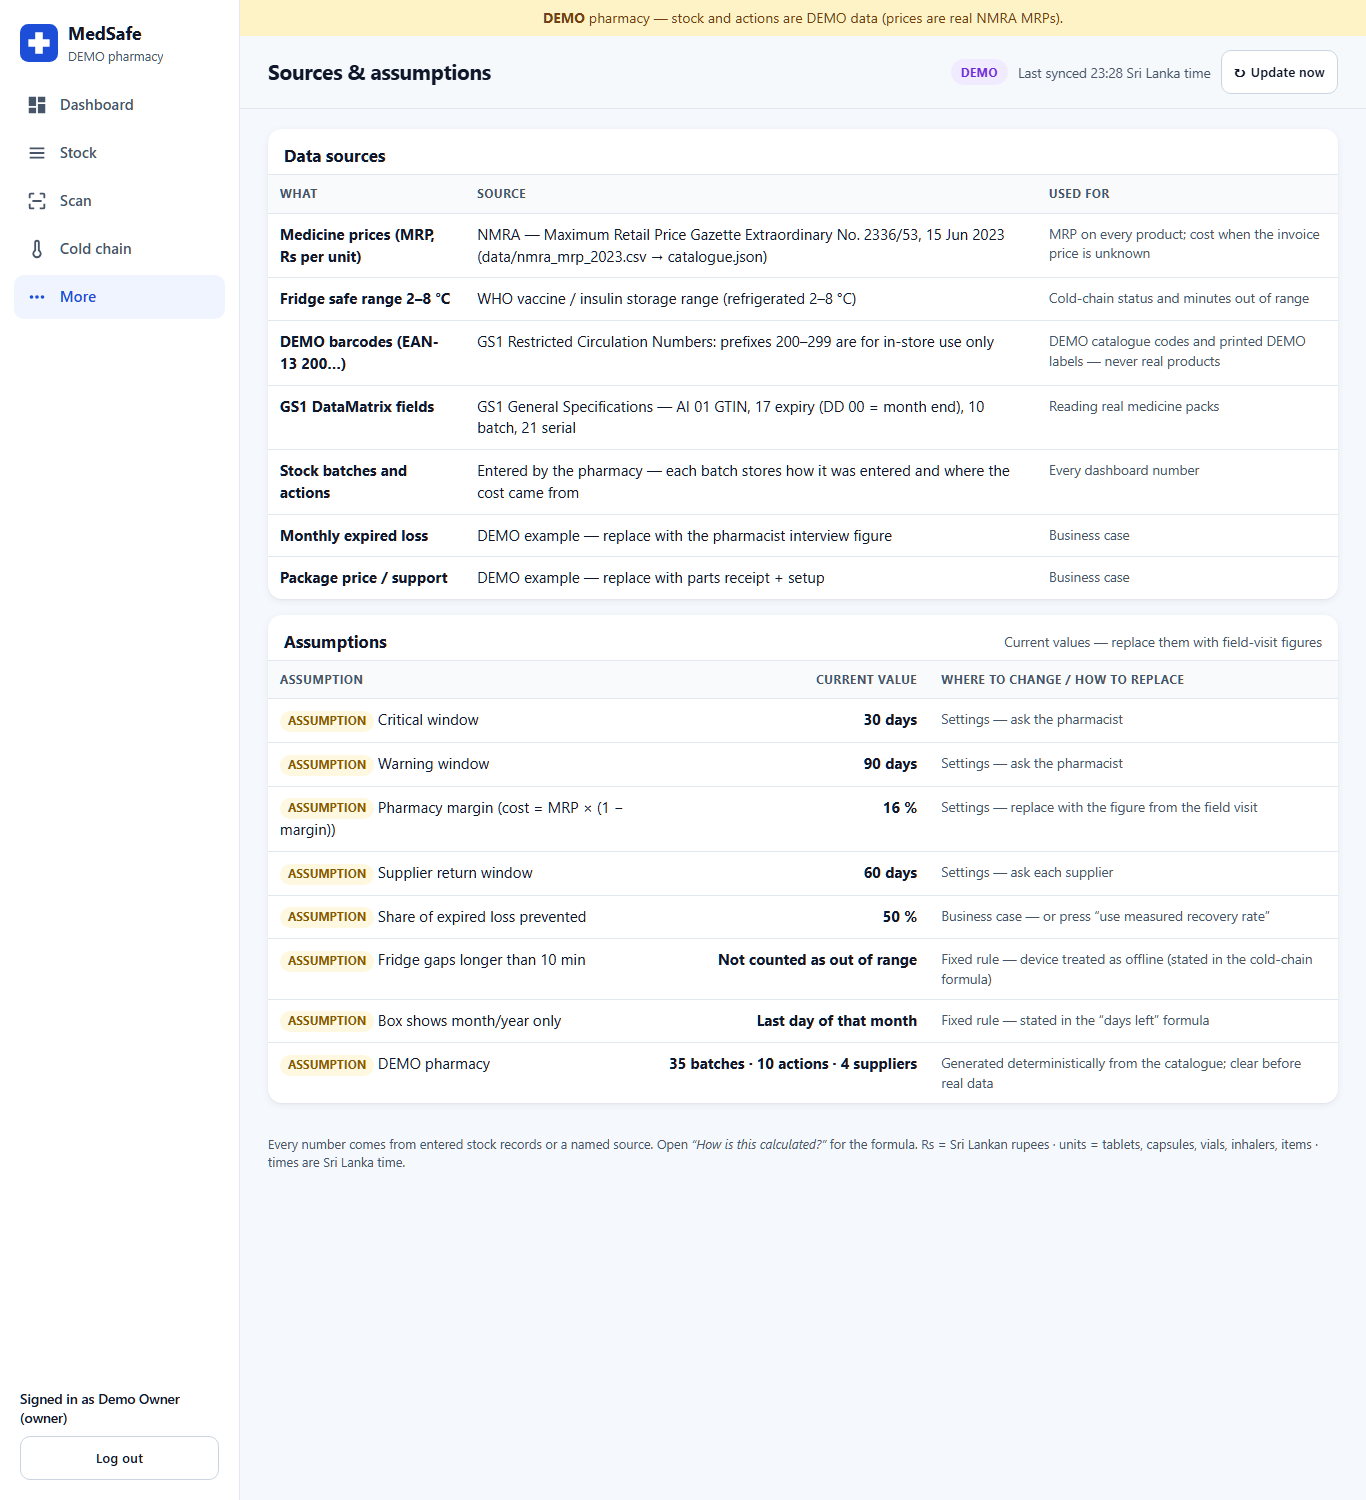 MedSafe
DEMO pharmacy
Dashboard
Stock
Scan
Cold chain
More
Signed in as Demo Owner
(owner)
Log out
DEMO pharmacy — stock and actions are DEMO data (prices are real NMRA MRPs).
Sources & assumptions
DEMO Last synced 23:28 Sri Lanka time ↻ Update now
Data sources
WHAT SOURCE USED FOR
Medicine prices (MRP, NMRA — Maximum Retail Price Gazette Extraordinary No. 2336/53, 15 Jun 2023 MRP on every product; cost when the invoice
Rs per unit) (data/nmra_mrp_2023.csv → catalogue.json) price is unknown
Fridge safe range 2–8 °C WHO vaccine / insulin storage range (refrigerated 2–8 °C) Cold-chain status and minutes out of range
DEMO barcodes (EAN- GS1 Restricted Circulation Numbers: prefixes 200–299 are for in-store use only DEMO catalogue codes and printed DEMO
13 200…) labels — never real products
GS1 DataMatrix fields GS1 General Specifications — AI 01 GTIN, 17 expiry (DD 00 = month end), 10 Reading real medicine packs
batch, 21 serial
Stock batches and Entered by the pharmacy — each batch stores how it was entered and where the Every dashboard number
actions cost came from
Monthly expired loss DEMO example — replace with the pharmacist interview figure Business case
Package price / support DEMO example — replace with parts receipt + setup Business case
Assumptions Current values — replace them with field-visit figures
ASSUMPTION CURRENT VALUE WHERE TO CHANGE / HOW TO REPLACE
ASSUMPTION Critical window 30 days Settings — ask the pharmacist
ASSUMPTION Warning window 90 days Settings — ask the pharmacist
ASSUMPTION Pharmacy margin (cost = MRP × (1 − 16 % Settings — replace with the figure from the field visit
margin))
ASSUMPTION Supplier return window 60 days Settings — ask each supplier
ASSUMPTION Share of expired loss prevented 50 % Business case — or press “use measured recovery rate”
ASSUMPTION Fridge gaps longer than 10 min Not counted as out of range Fixed rule — device treated as offline (stated in the cold-chain
formula)
ASSUMPTION Box shows month/year only Last day of that month Fixed rule — stated in the “days left” formula
ASSUMPTION DEMO pharmacy 35 batches · 10 actions · 4 suppliers Generated deterministically from the catalogue; clear before
real data
Every number comes from entered stock records or a named source. Open “How is this calculated?” for the formula. Rs = Sri Lankan rupees · units = tablets, capsules, vials, inhalers, items ·
times are Sri Lanka time.